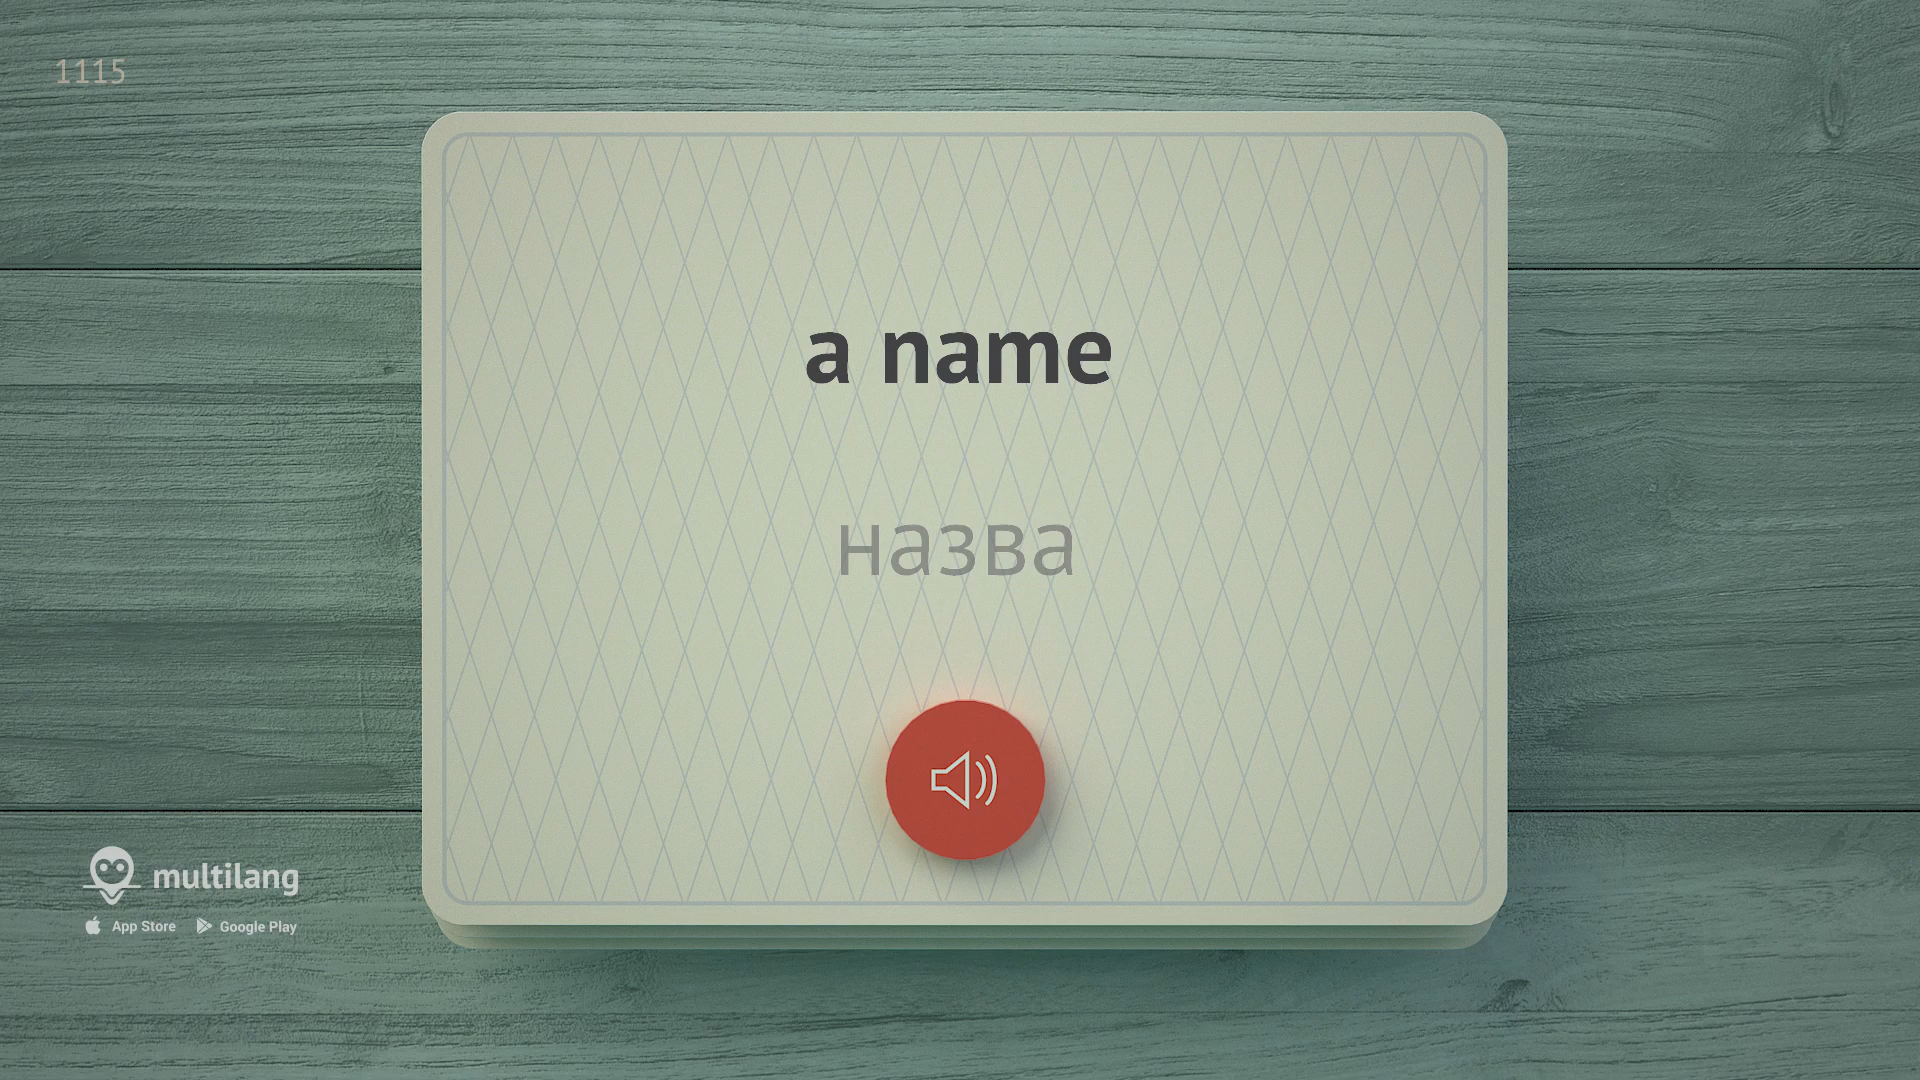 1115
a name
назва
multilang
App Store
Google Play